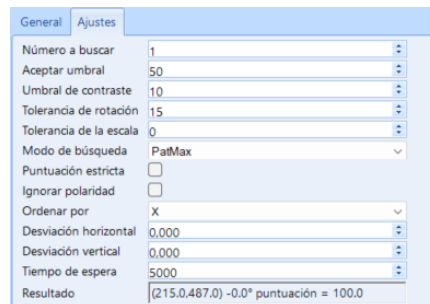 General Ajustes
Número a buscar 1
Aceptar umbral 50
Umbral de contraste 10
Tolerancia de rotación 15
Tolerancia de la escala 0
Modo de búsqueda PatMax
Puntuación estricta
Ignorar polaridad
Ordenar por X
Desviación horizontal 0,000
Desviación vertical 0,000
Tiempo de espera 5000
Resultado (215.0,487.0) -0.0° puntuación = 100.0